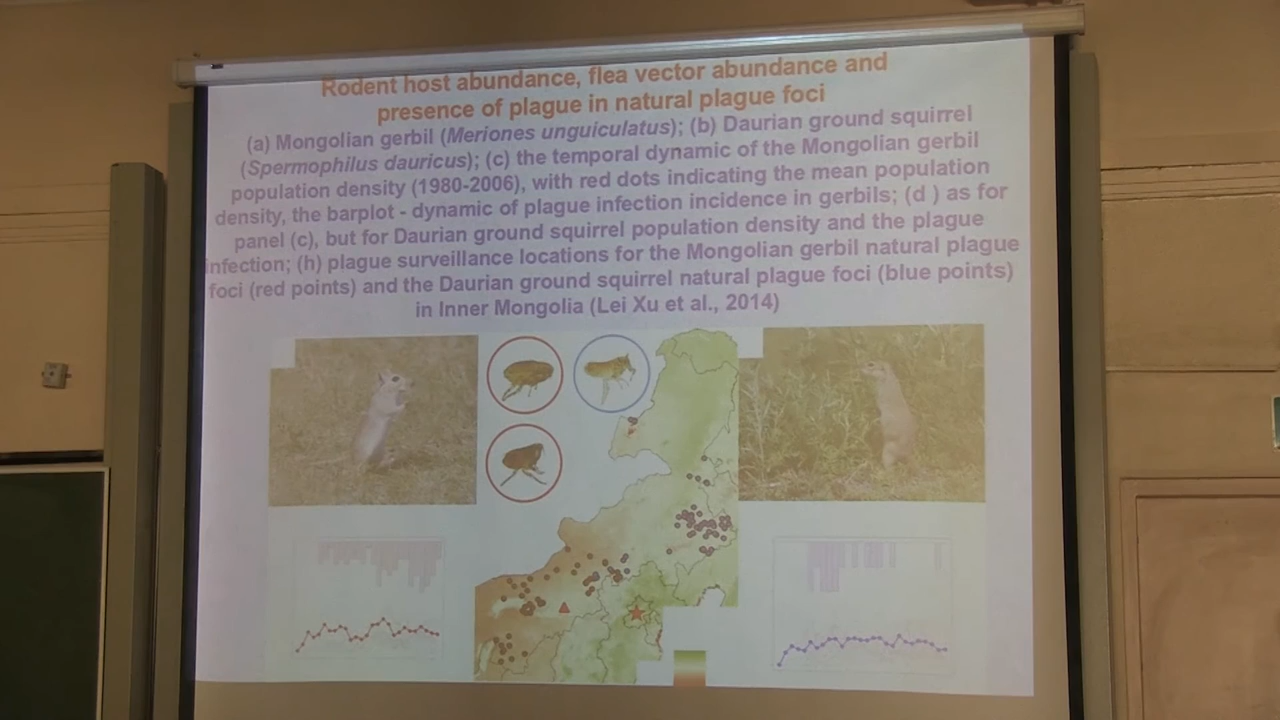 Rodent host abundance, flea vector abundance and
presence of plague in natural plague foci
(a) Mongolian gerbil (Meriones unguiculatus); (b) Daurian ground squirrel
(Spermophilus dauricus); (c) the temporal dynamic of the Mongolian gerbil
population density (1980-2006), with red dots indicating the mean population
density, the barplot - dynamic of plague infection incidence in gerbils; (d ) as for
panel (c), but for Daurian ground squirrel population density and the plague
infection; (h) plague surveillance locations for the Mongolian gerbil natural plague
foci (red points) and the Daurian ground squirrel natural plague foci (blue points)
in Inner Mongolia (Lei Xu et al., 2014)